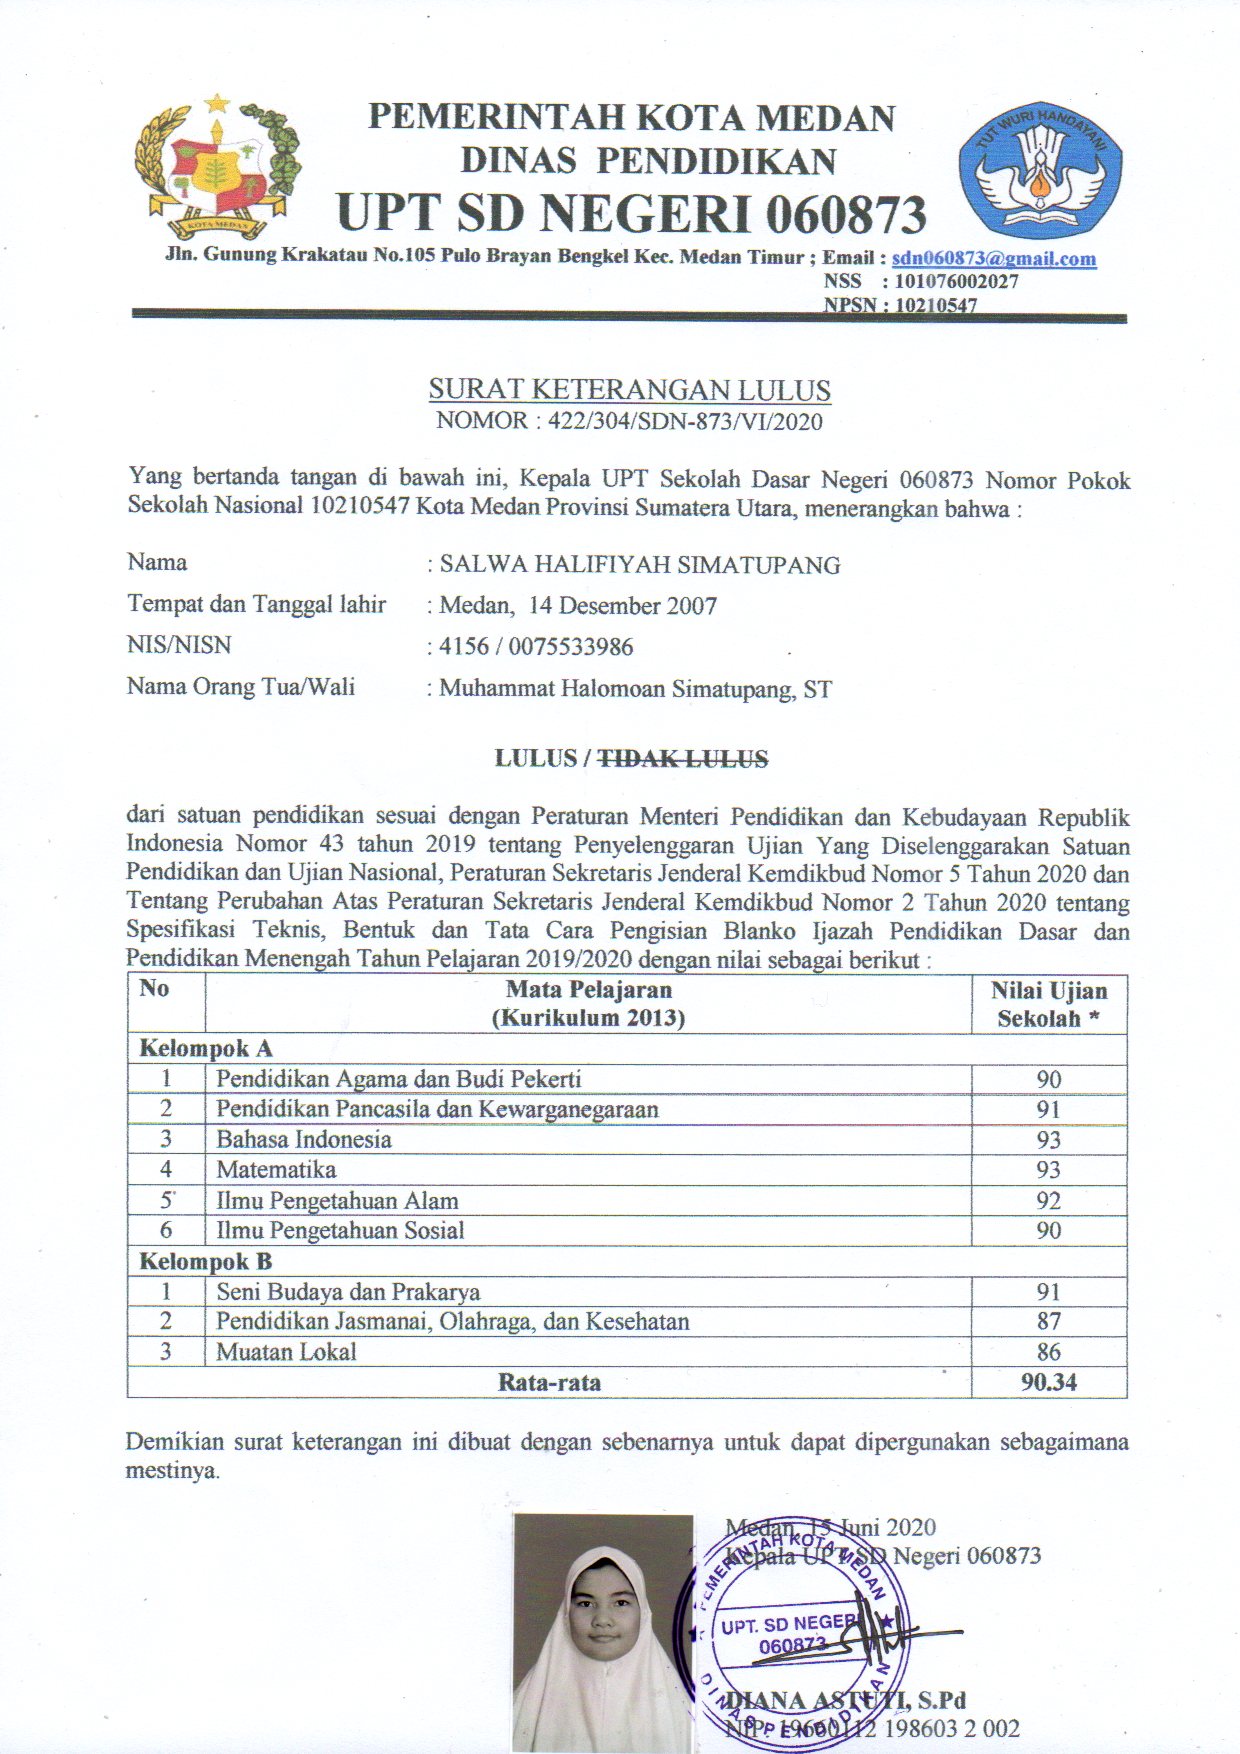 PEMERINTAH KOTA MEDAN
DINAS PENDIDIKAN
UPT SD NEGERI 060873
Jln. Gunung Krakatau No.105 Pulo Brayan Bengkel Kec. Medan Timur ; Email : sdn060873@gmail.com
NSS : 101076002027
NPSN : 10210547
KOTA MEDAN
TUT WURI HANDAYANI
SURAT KETERANGAN LULUS
NOMOR : 422/304/SDN-873/VI/2020
Yang bertanda tangan di bawah ini, Kepala UPT Sekolah Dasar Negeri 060873 Nomor Pokok
Sekolah Nasional 10210547 Kota Medan Provinsi Sumatera Utara, menerangkan bahwa :
Nama : SALWA HALIFIYAH SIMATUPANG
Tempat dan Tanggal lahir : Medan, 14 Desember 2007
NIS/NISN : 4156 / 0075533986
Nama Orang Tua/Wali : Muhammat Halomoan Simatupang, ST
LULUS / TIDAK LULUS
dari satuan pendidikan sesuai dengan Peraturan Menteri Pendidikan dan Kebudayaan Republik
Indonesia Nomor 43 tahun 2019 tentang Penyelenggaran Ujian Yang Diselenggarakan Satuan
Pendidikan dan Ujian Nasional, Peraturan Sekretaris Jenderal Kemdikbud Nomor 5 Tahun 2020 dan
Tentang Perubahan Atas Peraturan Sekretaris Jenderal Kemdikbud Nomor 2 Tahun 2020 tentang
Spesifikasi Teknis, Bentuk dan Tata Cara Pengisian Blanko Ijazah Pendidikan Dasar dan
Pendidikan Menengah Tahun Pelajaran 2019/2020 dengan nilai sebagai berikut :
No Mata Pelajaran Nilai Ujian
(Kurikulum 2013) Sekolah *
Kelompok A
1 Pendidikan Agama dan Budi Pekerti 90
2 Pendidikan Pancasila dan Kewarganegaraan 91
3 Bahasa Indonesia 93
4 Matematika 93
5 Ilmu Pengetahuan Alam 92
6 Ilmu Pengetahuan Sosial 90
Kelompok B
1 Seni Budaya dan Prakarya 91
2 Pendidikan Jasmanai, Olahraga, dan Kesehatan 87
3 Muatan Lokal 86
Rata-rata 90.34
Demikian surat keterangan ini dibuat dengan sebenarnya untuk dapat dipergunakan sebagaimana
mestinya.
Medan, 15 Juni 2020
Kepala UPT SD Negeri 060873
PEMERINTAH KOTA MEDAN
UPT. SD NEGERI
060873
DINAS PENDIDIKAN
DIANA ASTUTI, S.Pd
NIP. 19660112 198603 2 002